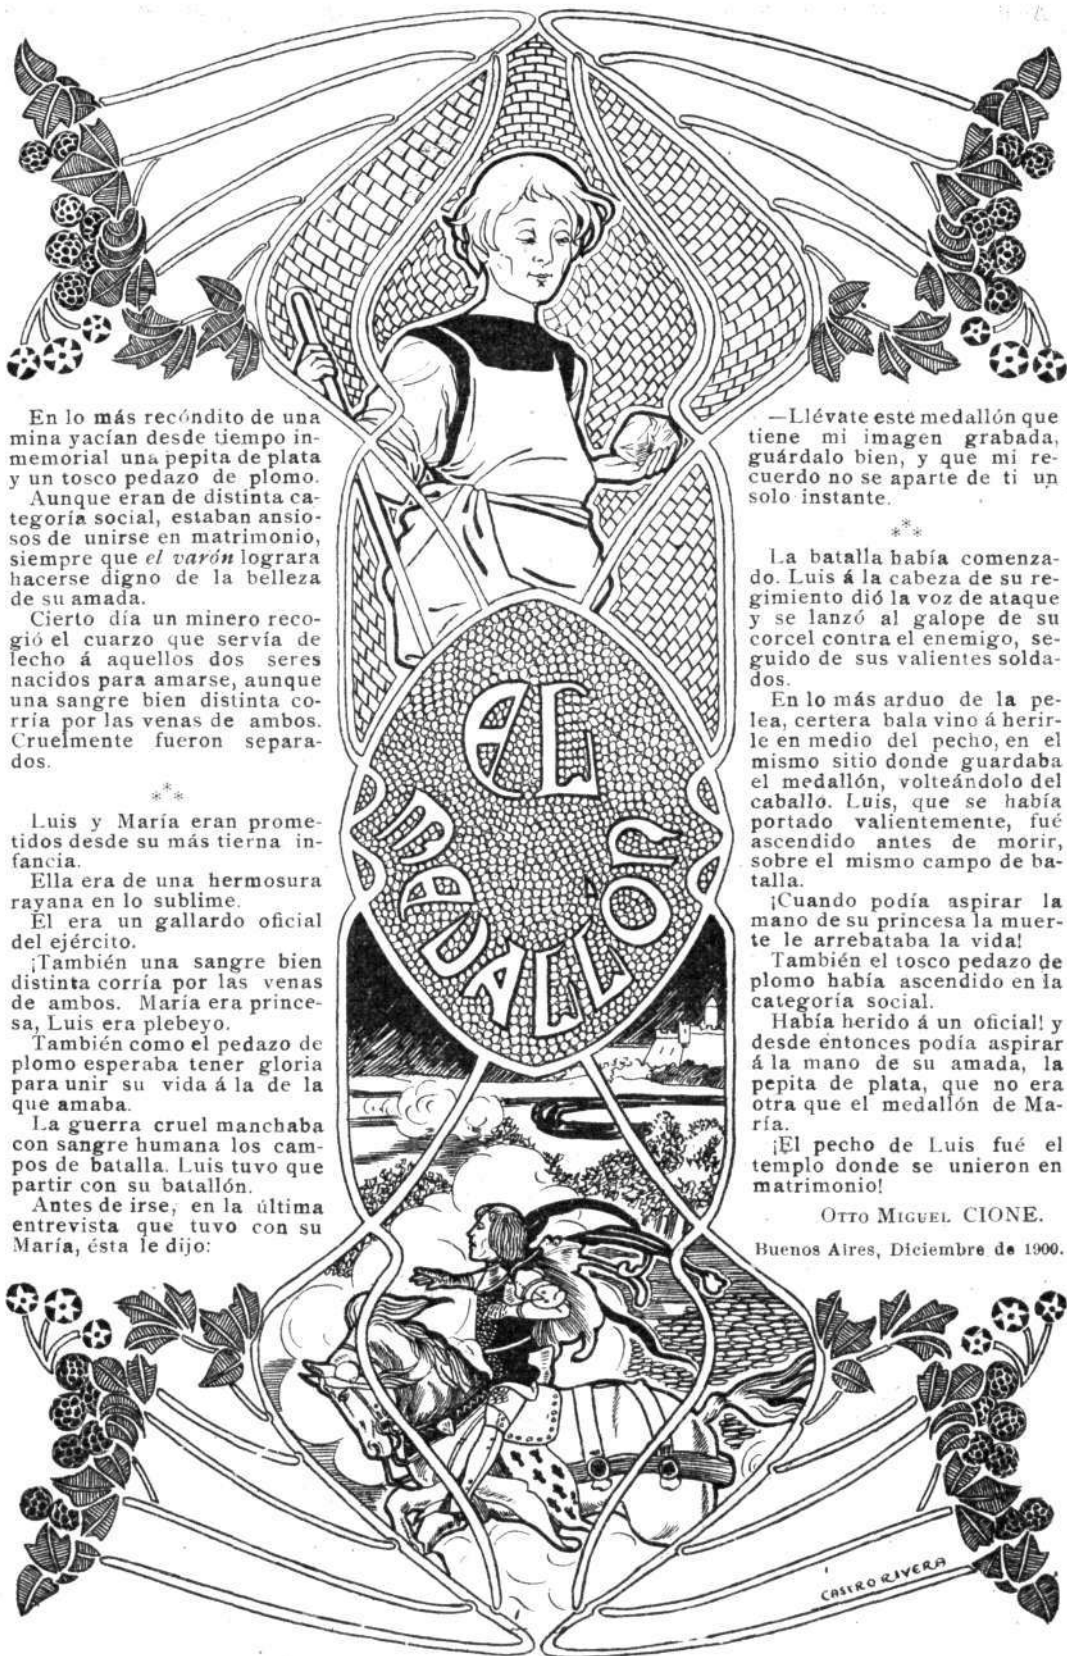 EL
MEDALLÓN
En lo más recóndito de una
mina yacían desde tiempo in-
memorial una pepita de plata
y un tosco pedazo de plomo.
Aunque eran de distinta ca-
tegoría social, estaban ansio-
sos de unirse en matrimonio,
siempre que el varón lograra
hacerse digno de la belleza
de su amada.
Cierto día un minero reco-
gió el cuarzo que servía de
lecho á aquellos dos seres
nacidos para amarse, aunque
una sangre bien distinta co-
rría por las venas de ambos.
Cruelmente fueron separa-
dos.
***
Luis y María eran prome-
tidos desde su más tierna in-
fancia.
Ella era de una hermosura
rayana en lo sublime.
El era un gallardo oficial
del ejército.
¡También una sangre bien
distinta corría por las venas
de ambos. María era prince-
sa, Luis era plebeyo.
También como el pedazo de
plomo esperaba tener gloria
para unir su vida á la de la
que amaba.
La guerra cruel manchaba
con sangre humana los cam-
pos de batalla. Luis tuvo que
partir con su batallón.
Antes de irse, en la última
entrevista que tuvo con su
María, ésta le dijo:
—Llévate este medallón que
tiene mi imagen grabada,
guárdalo bien, y que mi re-
cuerdo no se aparte de ti un
solo instante.
***
La batalla había comenza-
do. Luis á la cabeza de su re-
gimiento dió la voz de ataque
y se lanzó al galope de su
corcel contra el enemigo, se-
guido de sus valientes solda-
dos.
En lo más arduo de la pe-
lea, certera bala vino á herir-
le en medio del pecho, en el
mismo sitio donde guardaba
el medallón, volteándolo del
caballo. Luis, que se había
portado valientemente, fué
ascendido antes de morir,
sobre el mismo campo de ba-
talla.
¡Cuando podía aspirar la
mano de su princesa la muer-
te le arrebataba la vida!
También el tosco pedazo de
plomo había ascendido en la
categoría social.
Había herido á un oficial! y
desde entonces podía aspirar
á la mano de su amada, la
pepita de plata, que no era
otra que el medallón de Ma-
ría.
¡El pecho de Luis fué el
templo donde se unieron en
matrimonio!
OTTO MIGUEL CIONE.
Buenos Aires, Diciembre de 1900.
CASTRO RIVERA